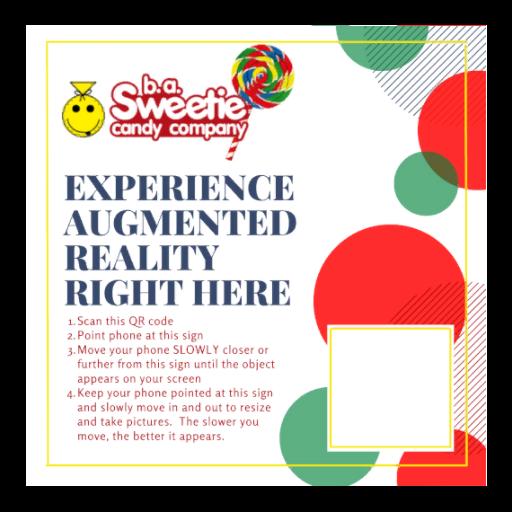 b.a.
Sweetie
candy company
EXPERIENCE
AUGMENTED
REALITY
RIGHT HERE
1. Scan this QR code
2. Point phone at this sign
3. Move your phone SLOWLY closer or
further from this sign until the object
appears on your screen
4. Keep your phone pointed at this sign
and slowly move in and out to resize
and take pictures. The slower you
move, the better it appears.